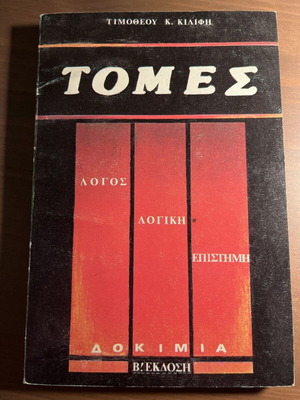 ΤΙΜΟΘΕΟΥ Κ. ΚΙΛΙΦΗ
ΤΟΜΕΣ
ΛΟΓΟΣ
ΛΟΓΙΚΗ
ΕΠΙΣΤΗΜΗ
ΔΟΚΙΜΙΑ
Β! ΕΚΔΟΣΗ